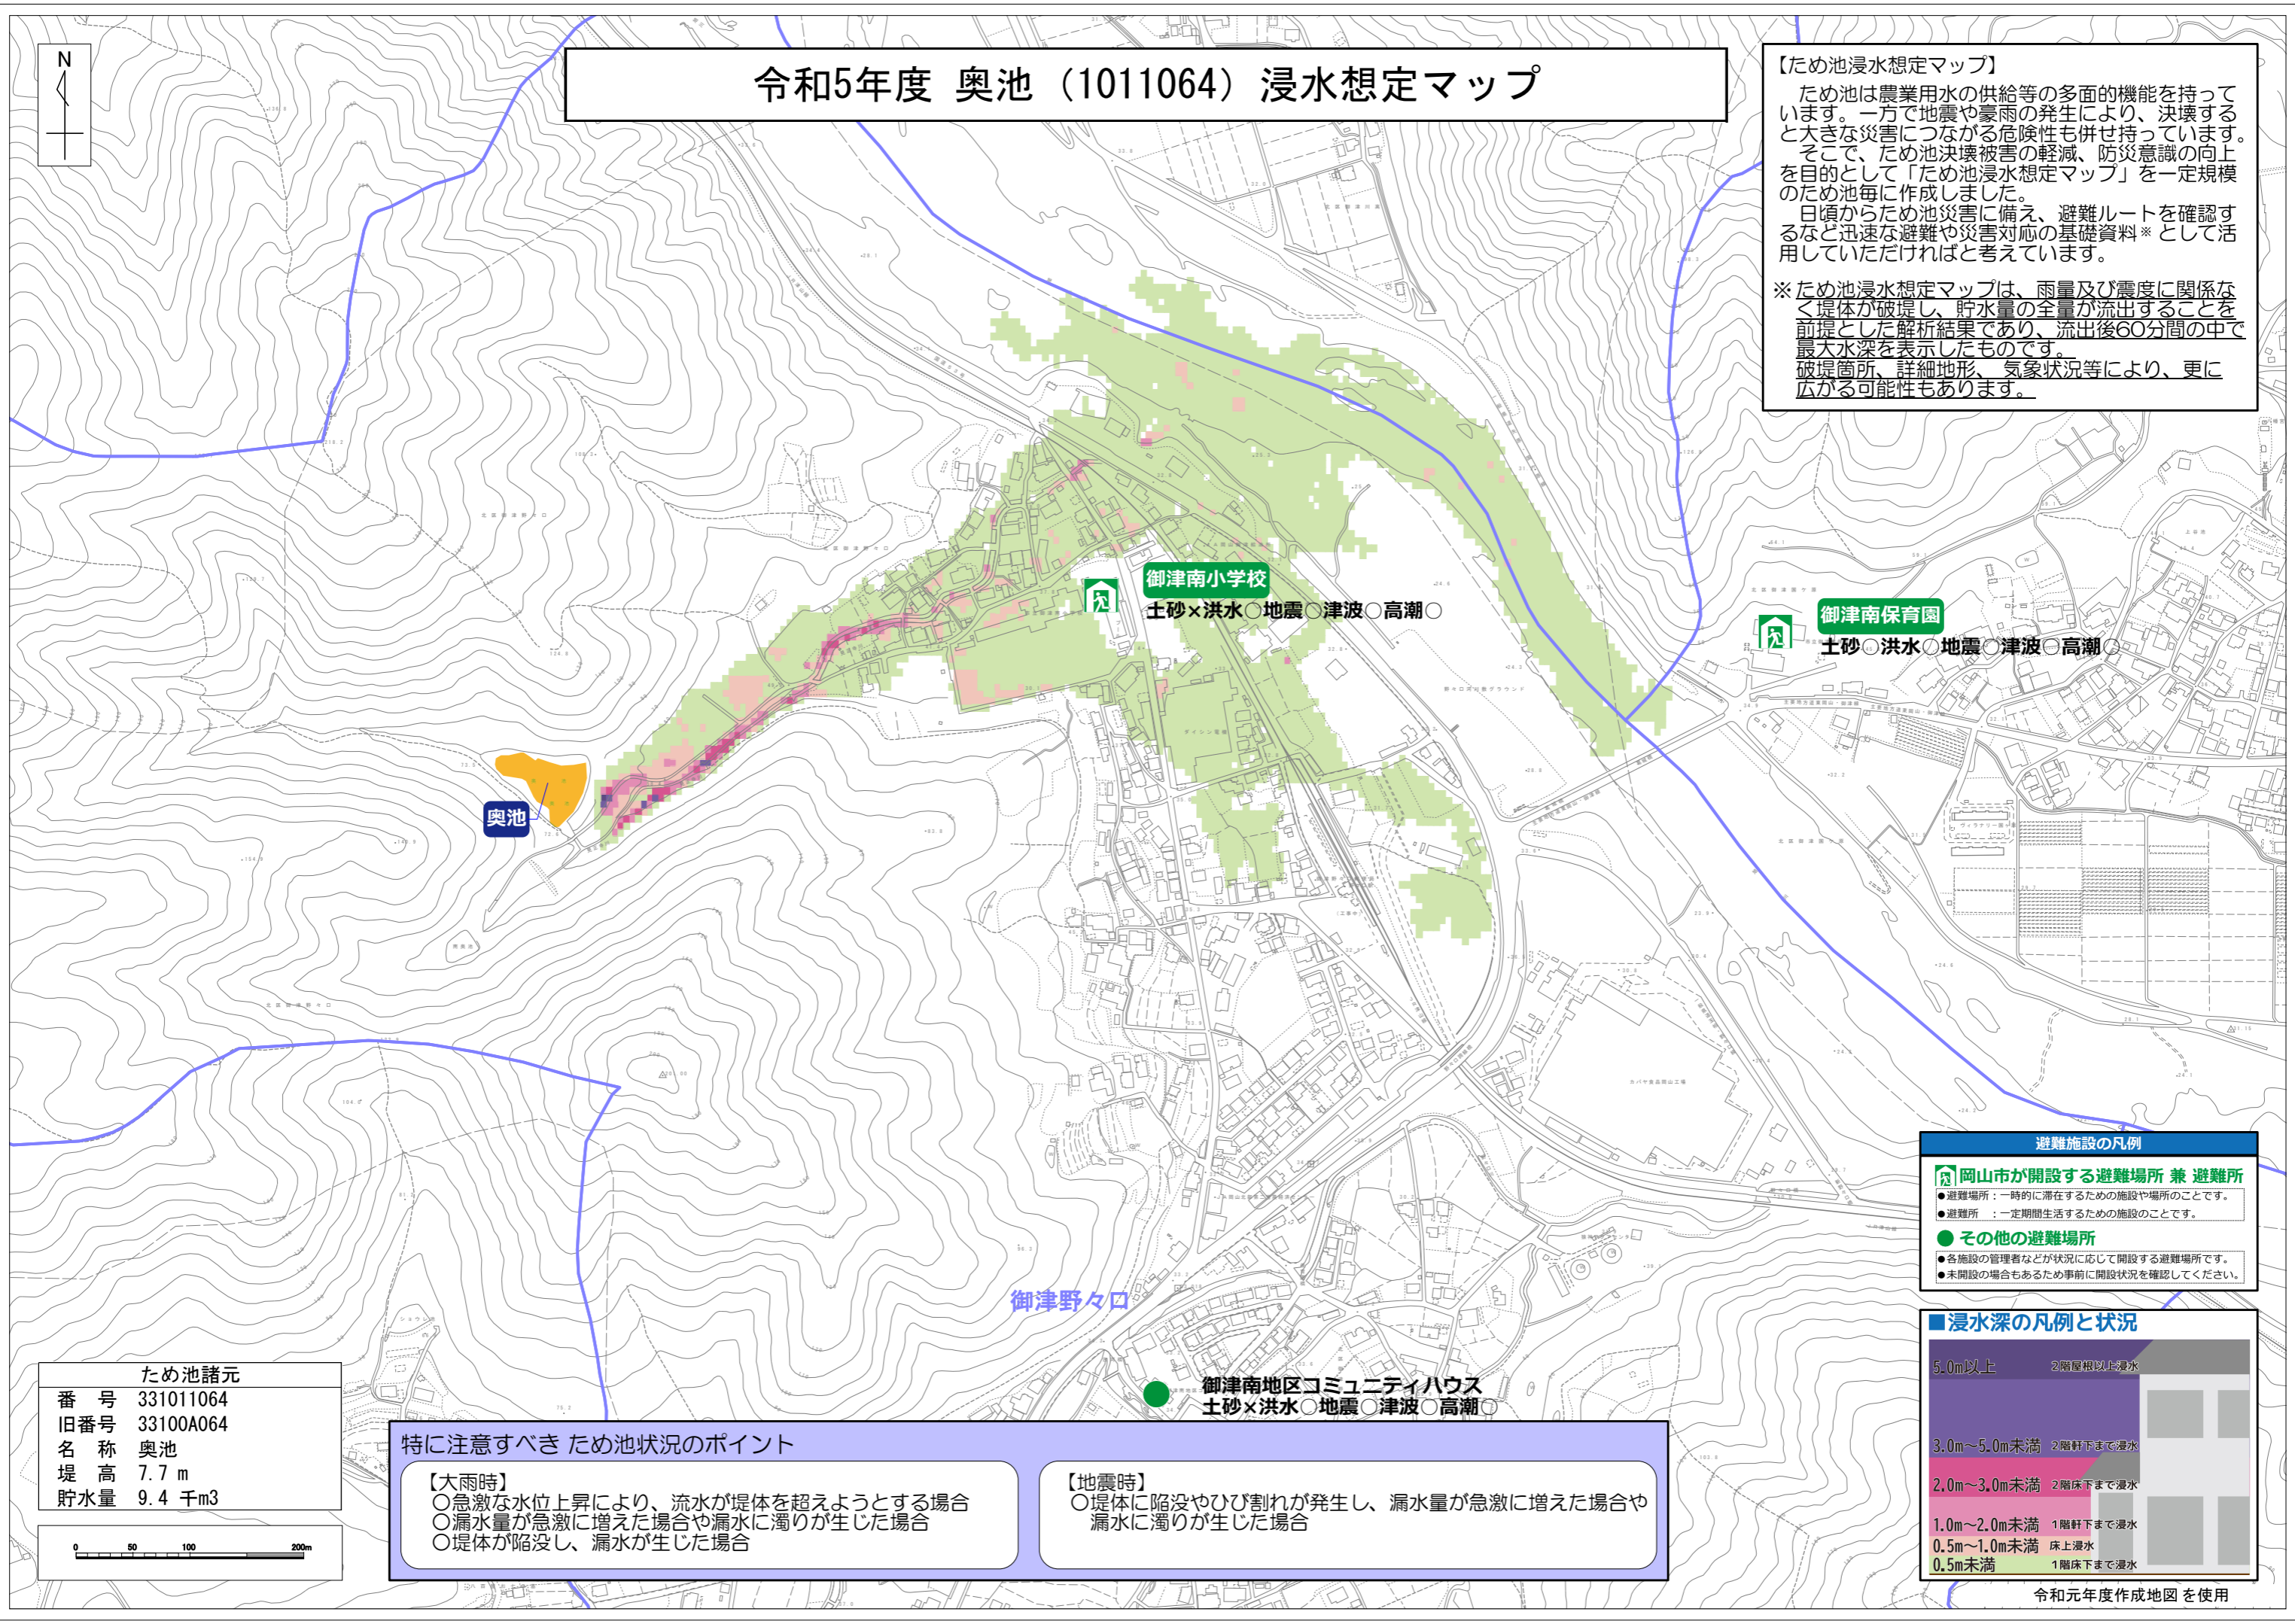 N
令和5年度 奥池（1011064）浸水想定マップ
【ため池浸水想定マップ】
ため池は農業用水の供給等の多面的機能を持って
います。一方で地震や豪雨の発生により、決壊する
と大きな災害につながる危険性も併せ持っています。
そこで、ため池決壊被害の軽減、防災意識の向上
を目的として「ため池浸水想定マップ」を一定規模
のため池毎に作成しました。
日頃からため池災害に備え、避難ルートを確認す
るなど迅速な避難や災害対応の基礎資料※として活
用していただければと考えています。
※ため池浸水想定マップは、雨量及び震度に関係な
く堤体が破堤し、貯水量の全量が流出することを
前提とした解析結果であり、流出後60分間の中で
最大水深を表示したものです。
破堤箇所、詳細地形、気象状況等により、更に
広がる可能性もあります。
御津南小学校
土砂×洪水○地震○津波○高潮○
御津南保育園
土砂○洪水○地震○津波○高潮○
奥池
御津野々口
御津南地区コミュニティハウス
土砂×洪水○地震○津波○高潮○
避難施設の凡例
岡山市が開設する避難場所 兼 避難所
●避難場所：一時的に滞在するための施設や場所のことです。
●避難所　：一定期間生活するための施設のことです。
● その他の避難場所
●各施設の管理者などが状況に応じて開設する避難場所です。
●未開設の場合もあるため事前に開設状況を確認してください。
■浸水深の凡例と状況
5.0m以上 2階屋根以上浸水
3.0m～5.0m未満 2階軒下まで浸水
2.0m～3.0m未満 2階床下まで浸水
1.0m～2.0m未満 1階軒下まで浸水
0.5m～1.0m未満 床上浸水
0.5m未満 1階床下まで浸水
令和元年度作成地図を使用
ため池諸元
番　号 331011064
旧番号 33100A064
名　称 奥池
堤　高 7.7 m
貯水量 9.4 千m3
0 50 100 200m
特に注意すべき ため池状況のポイント
【大雨時】
○急激な水位上昇により、流水が堤体を超えようとする場合
○漏水量が急激に増えた場合や漏水に濁りが生じた場合
○堤体が陥没し、漏水が生じた場合
【地震時】
○堤体に陥没やひび割れが発生し、漏水量が急激に増えた場合や
漏水に濁りが生じた場合